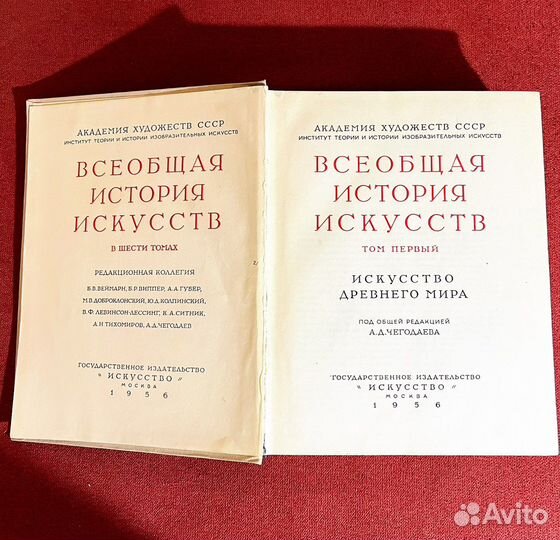 АКАДЕМИЯ ХУДОЖЕСТВ СССР
ИНСТИТУТ ТЕОРИИ И ИСТОРИИ ИЗОБРАЗИТЕЛЬНЫХ ИСКУССТВ
ВСЕОБЩАЯ
ИСТОРИЯ
ИСКУССТВ
В ШЕСТИ ТОМАХ
РЕДАКЦИОННАЯ КОЛЛЕГИЯ
Б.В.ВЕЙМАРН, Б.Р.ВИППЕР, А.А.ГУБЕР,
М.В.ДОБРОКЛОНСКИЙ, Ю.Д.КОЛПИНСКИЙ,
В.Ф.ЛЕВИНСОН-ЛЕССИНГ, К.А.СИТНИК,
А.Н.ТИХОМИРОВ, А.Д.ЧЕГОДАЕВ
ГОСУДАРСТВЕННОЕ ИЗДАТЕЛЬСТВО
"ИСКУССТВО"
МОСКВА
1956
АКАДЕМИЯ ХУДОЖЕСТВ СССР
ИНСТИТУТ ТЕОРИИ И ИСТОРИИ ИЗОБРАЗИТЕЛЬНЫХ ИСКУССТВ
ВСЕОБЩАЯ
ИСТОРИЯ
ИСКУССТВ
ТОМ ПЕРВЫЙ
ИСКУССТВО
ДРЕВНЕГО МИРА
ПОД ОБЩЕЙ РЕДАКЦИЕЙ
А.Д.ЧЕГОДАЕВА
ГОСУДАРСТВЕННОЕ ИЗДАТЕЛЬСТВО
"ИСКУССТВО"
МОСКВА
1956
Avito